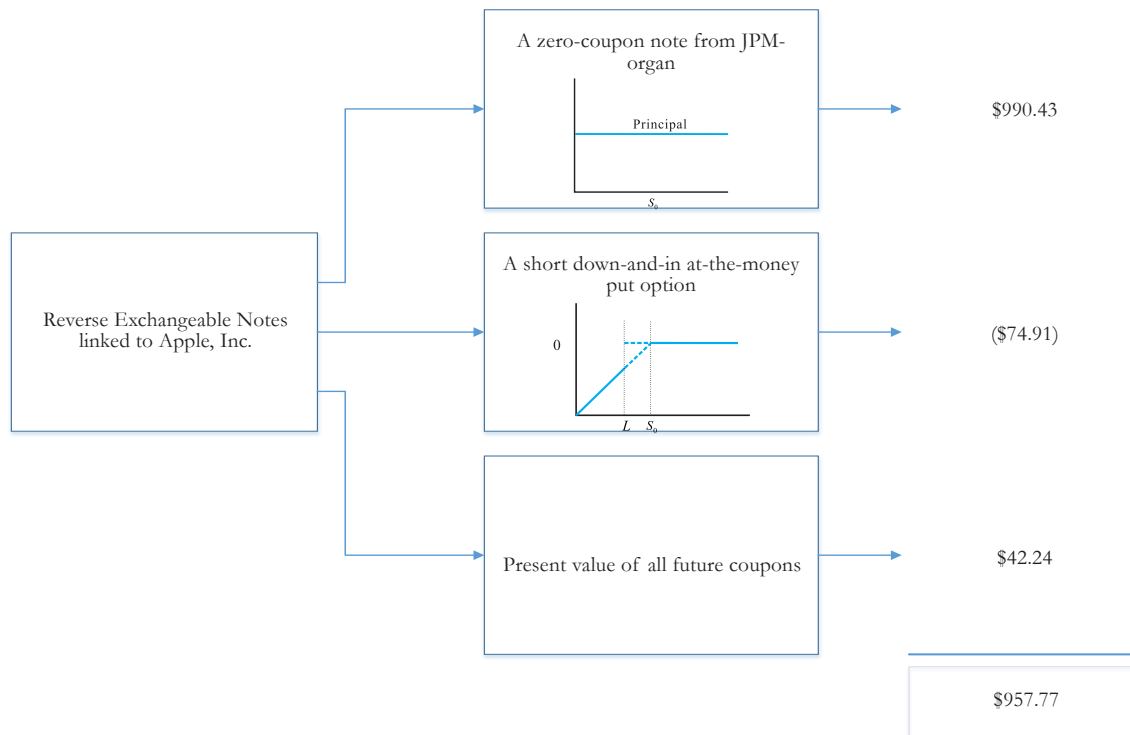 A zero-coupon note from JPM-
organ
Principal
S₀
$990.43
Reverse Exchangeable Notes
linked to Apple, Inc.
A short down-and-in at-the-money
put option
0
L S₀
($74.91)
Present value of all future coupons
$42.24
$957.77